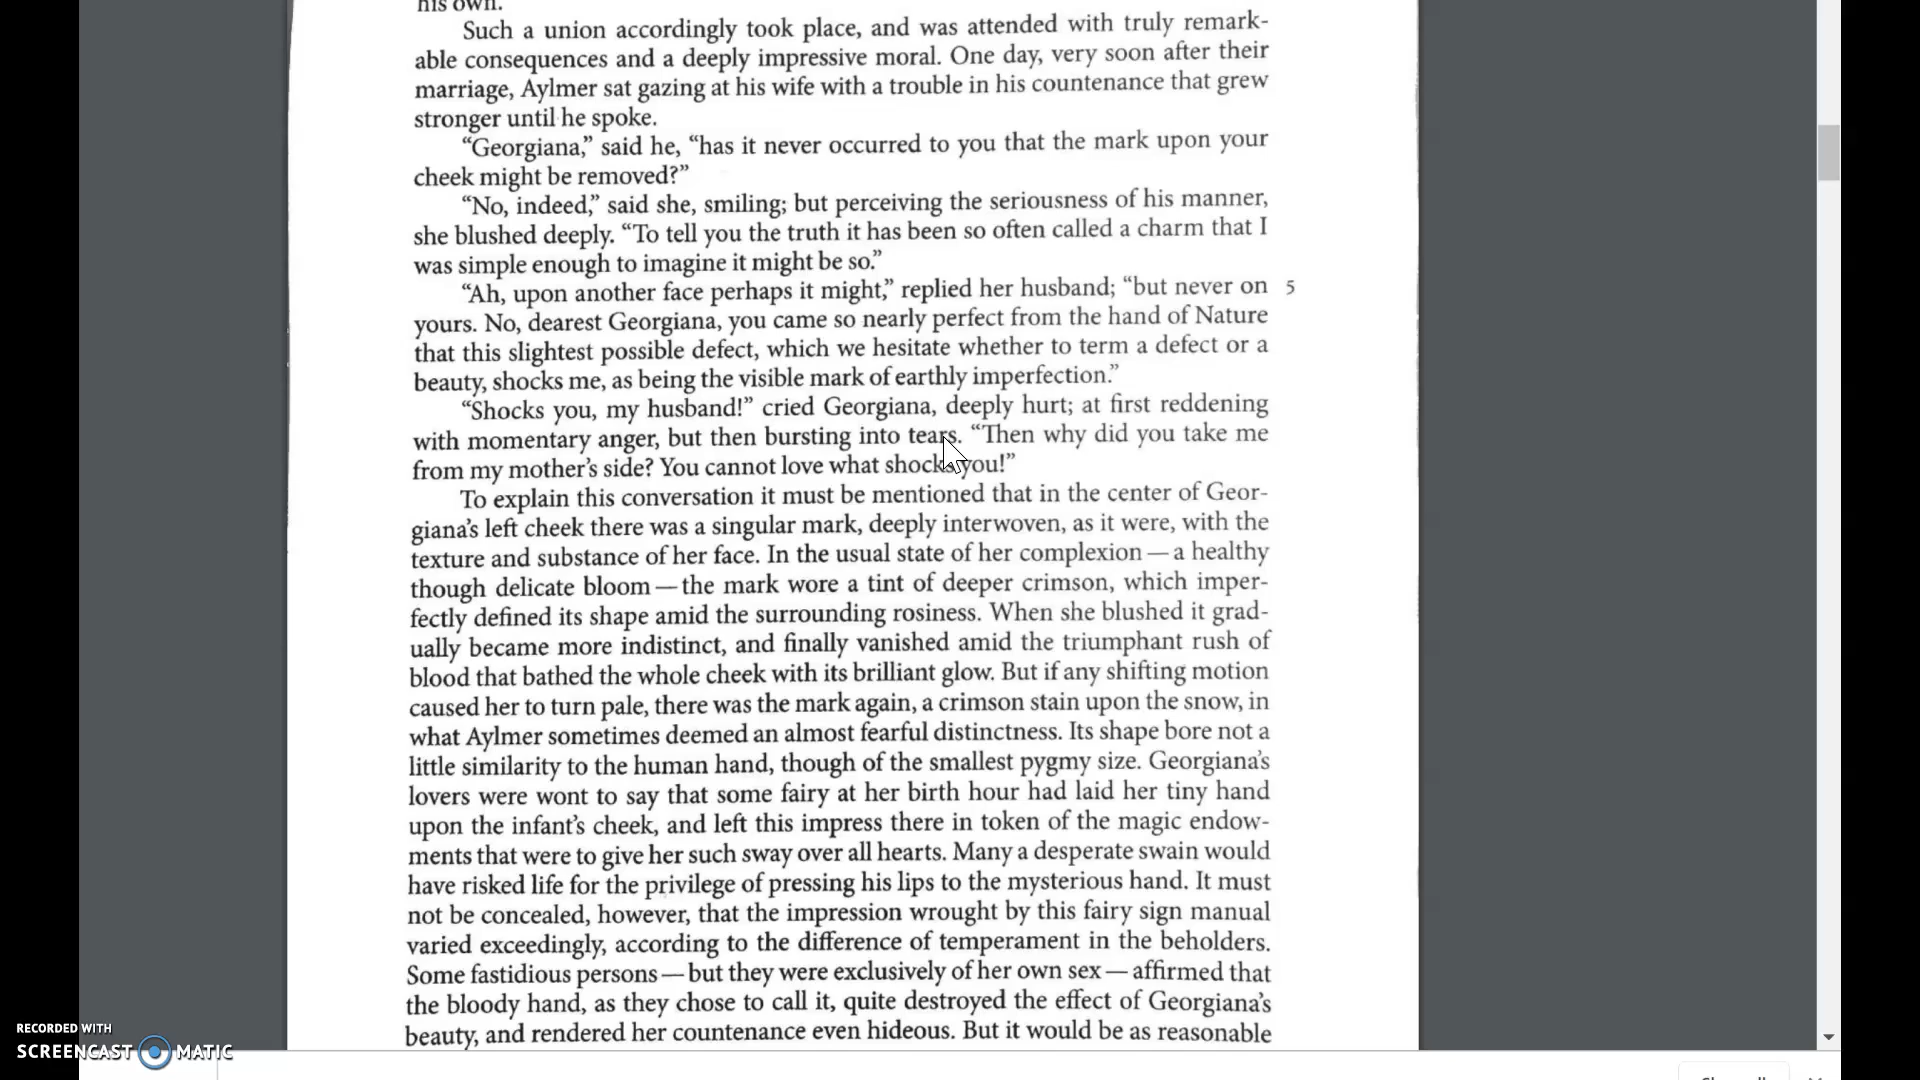 his own.
Such a union accordingly took place, and was attended with truly remark-
able consequences and a deeply impressive moral. One day, very soon after their
marriage, Aylmer sat gazing at his wife with a trouble in his countenance that grew
stronger until he spoke.
“Georgiana,” said he, “has it never occurred to you that the mark upon your
cheek might be removed?”
“No, indeed,” said she, smiling; but perceiving the seriousness of his manner,
she blushed deeply. “To tell you the truth it has been so often called a charm that I
was simple enough to imagine it might be so.”
“Ah, upon another face perhaps it might,” replied her husband; “but never on 5
yours. No, dearest Georgiana, you came so nearly perfect from the hand of Nature
that this slightest possible defect, which we hesitate whether to term a defect or a
beauty, shocks me, as being the visible mark of earthly imperfection.”
“Shocks you, my husband!” cried Georgiana, deeply hurt; at first reddening
with momentary anger, but then bursting into tears. “Then why did you take me
from my mother’s side? You cannot love what shocks you!”
To explain this conversation it must be mentioned that in the center of Geor-
giana’s left cheek there was a singular mark, deeply interwoven, as it were, with the
texture and substance of her face. In the usual state of her complexion — a healthy
though delicate bloom — the mark wore a tint of deeper crimson, which imper-
fectly defined its shape amid the surrounding rosiness. When she blushed it grad-
ually became more indistinct, and finally vanished amid the triumphant rush of
blood that bathed the whole cheek with its brilliant glow. But if any shifting motion
caused her to turn pale, there was the mark again, a crimson stain upon the snow, in
what Aylmer sometimes deemed an almost fearful distinctness. Its shape bore not a
little similarity to the human hand, though of the smallest pygmy size. Georgiana’s
lovers were wont to say that some fairy at her birth hour had laid her tiny hand
upon the infant’s cheek, and left this impress there in token of the magic endow-
ments that were to give her such sway over all hearts. Many a desperate swain would
have risked life for the privilege of pressing his lips to the mysterious hand. It must
not be concealed, however, that the impression wrought by this fairy sign manual
varied exceedingly, according to the difference of temperament in the beholders.
Some fastidious persons — but they were exclusively of her own sex — affirmed that
the bloody hand, as they chose to call it, quite destroyed the effect of Georgiana’s
beauty, and rendered her countenance even hideous. But it would be as reasonable
RECORDED WITH
SCREENCAST MATIC